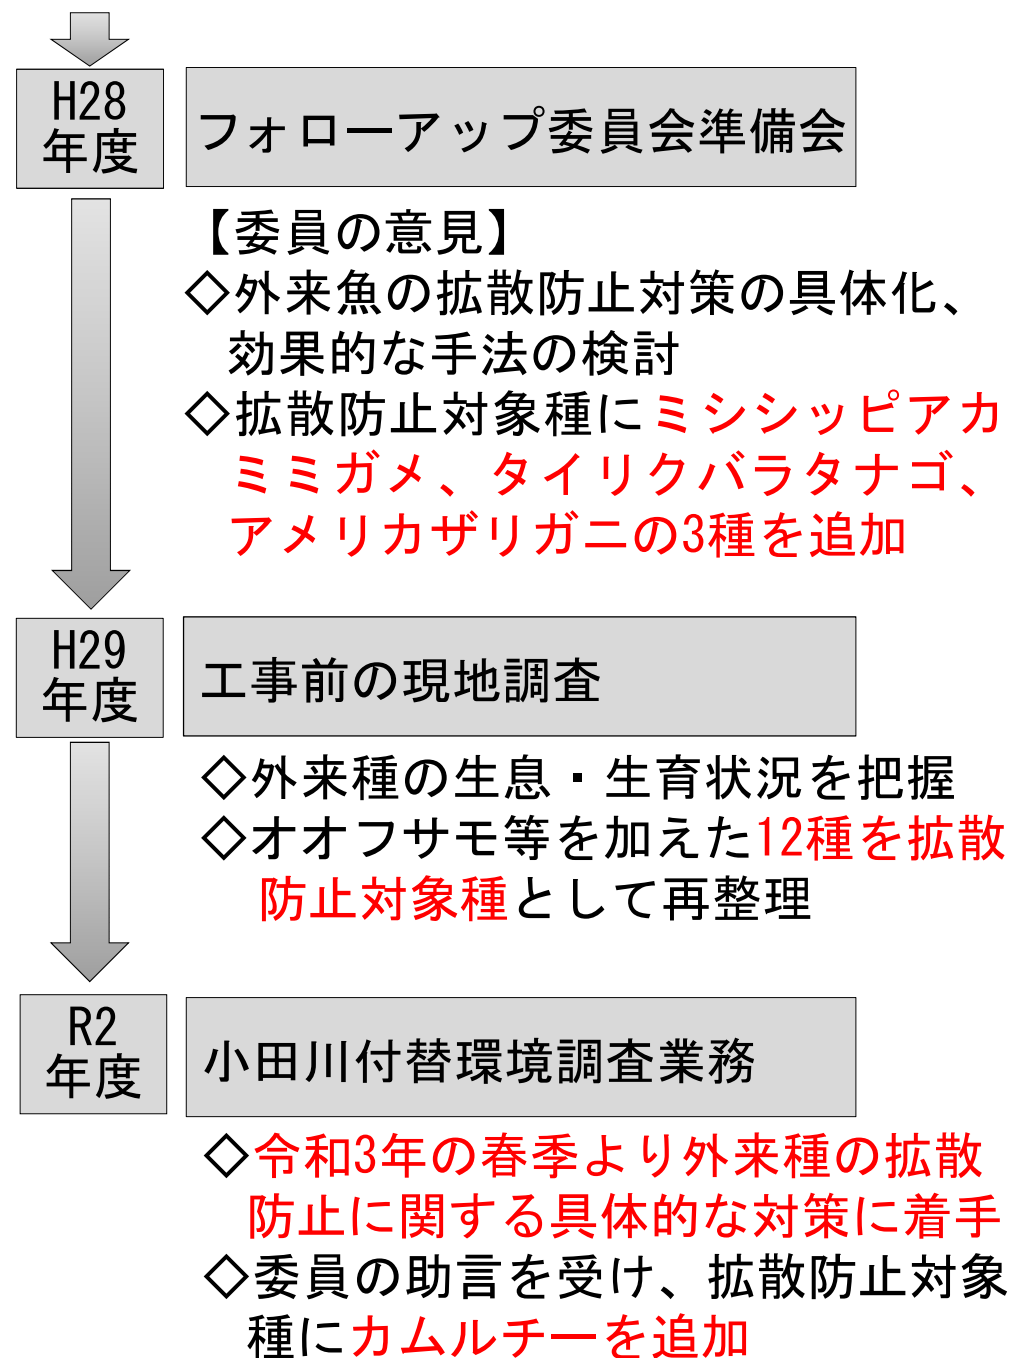 H28
年度
フォローアップ委員会準備会
【委員の意見】
◇外来魚の拡散防止対策の具体化、
効果的な手法の検討
◇拡散防止対象種にミシシッピアカ
ミミガメ、タイリクバラタナゴ、
アメリカザリガニの3種を追加
H29
年度
工事前の現地調査
◇外来種の生息・生育状況を把握
◇オオフサモ等を加えた12種を拡散
防止対象種として再整理
R2
年度
小田川付替環境調査業務
◇令和3年の春季より外来種の拡散
防止に関する具体的な対策に着手
◇委員の助言を受け、拡散防止対象
種にカムルチーを追加